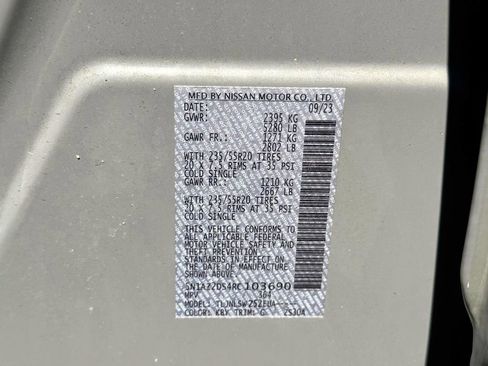 MFD BY NISSAN MOTOR CO., LTD
DATE: 09/23
GVWR: 2395 KG
5280 LB
GAWR FR.: 1271 KG
2802 LB
WITH 235/55R20 TIRES
20 X 7.5 RIMS AT 35 PSI
COLD SINGLE
GAWR RR.: 1210 KG
2667 LB
WITH 235/55R20 TIRES
20 X 7.5 RIMS AT 35 PSI
COLD SINGLE
THIS VEHICLE CONFORMS TO
ALL APPLICABLE FEDERAL
MOTOR VEHICLE SAFETY AND
THEFT PREVENTION
STANDARDS IN EFFECT ON
THE DATE OF MANUFACTURE
SHOWN ABOVE
103690
MPV 364
MODEL:
COLOR: KBY TRIM: G